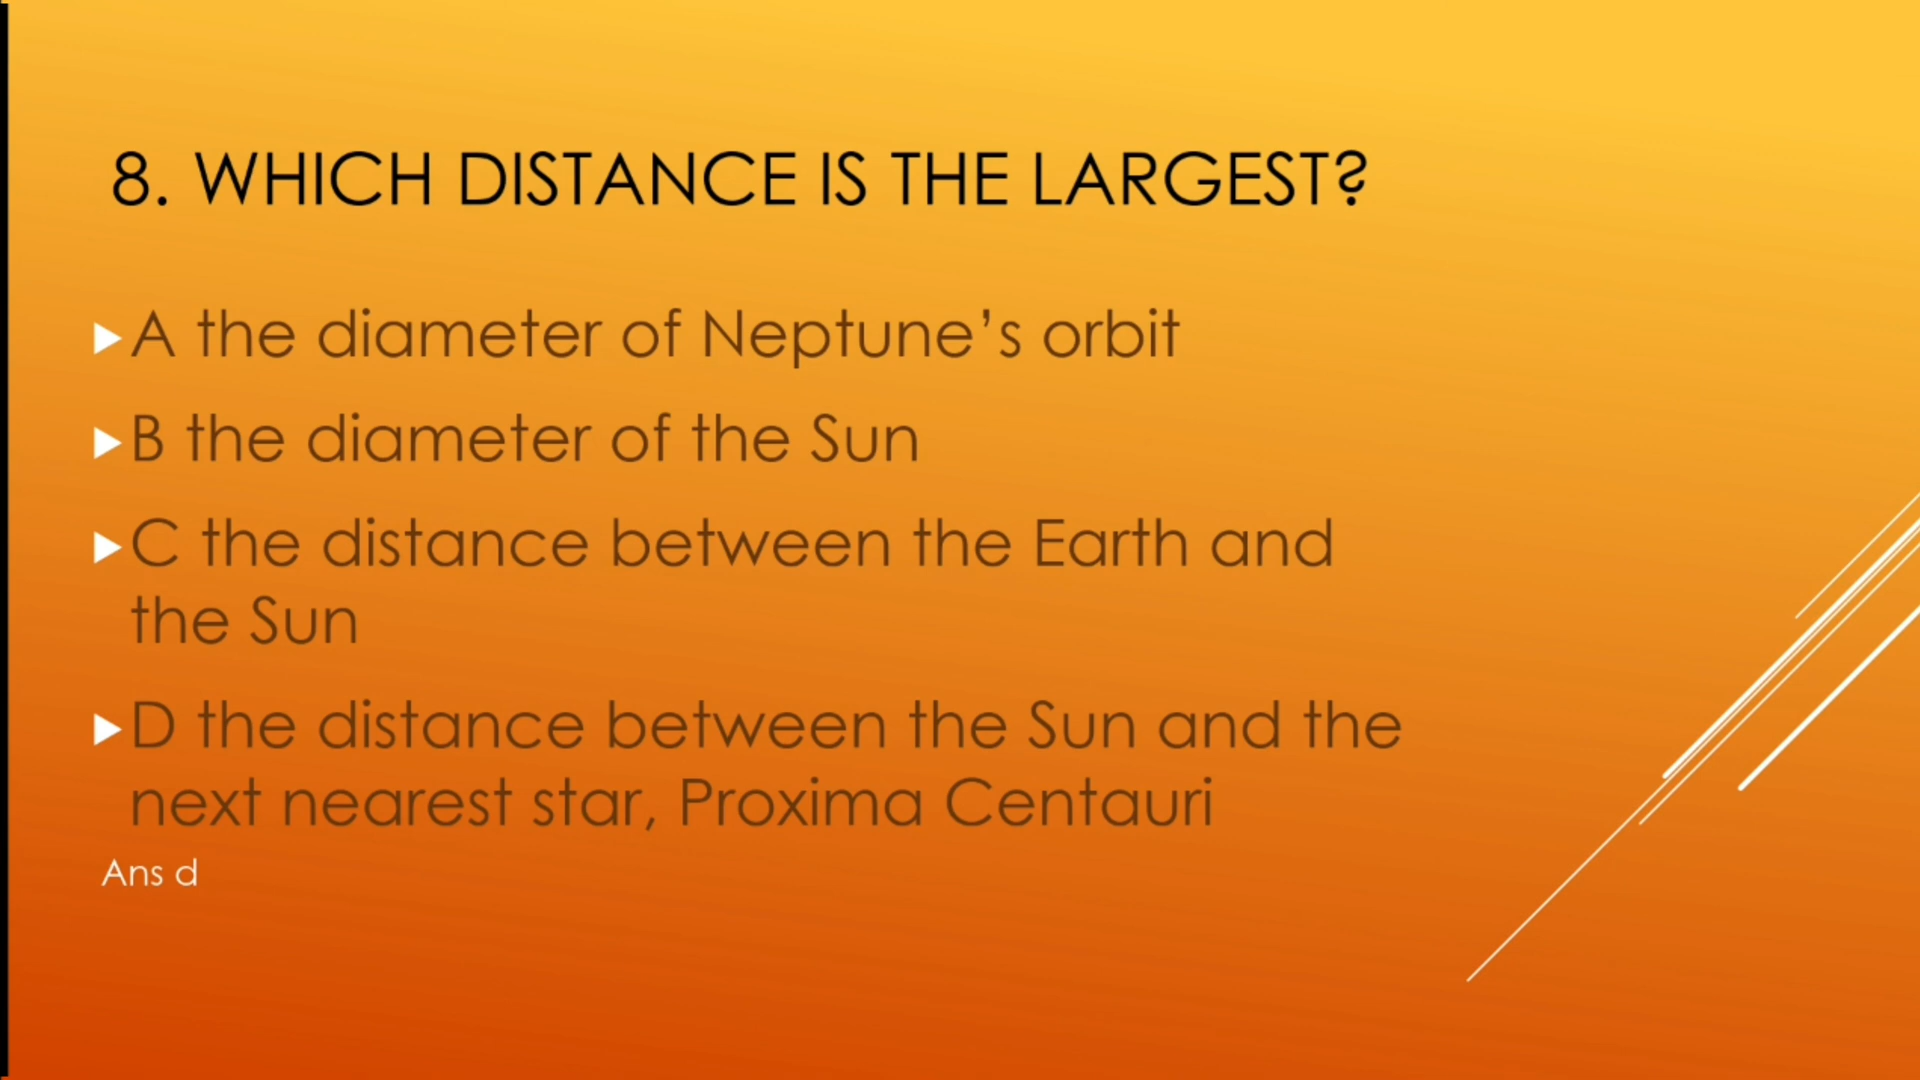 8. WHICH DISTANCE IS THE LARGEST?
A the diameter of Neptune’s orbit
B the diameter of the Sun
C the distance between the Earth and
the Sun
D the distance between the Sun and the
next nearest star, Proxima Centauri
Ans d